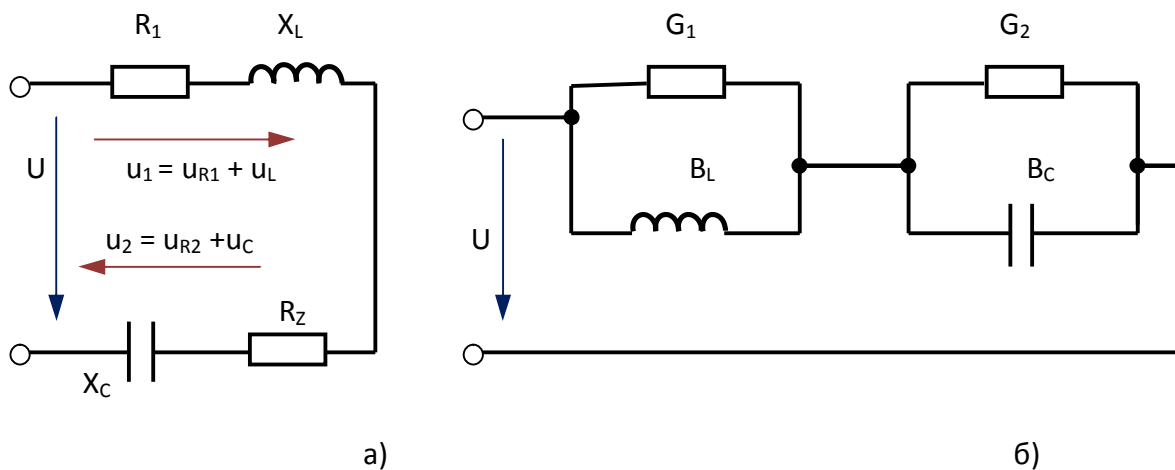 R1 XL
G1 G2
U
u1 = uR1 + uL
BL BC
u2 = uR2 +uC
U
RZ
XC
а) б)